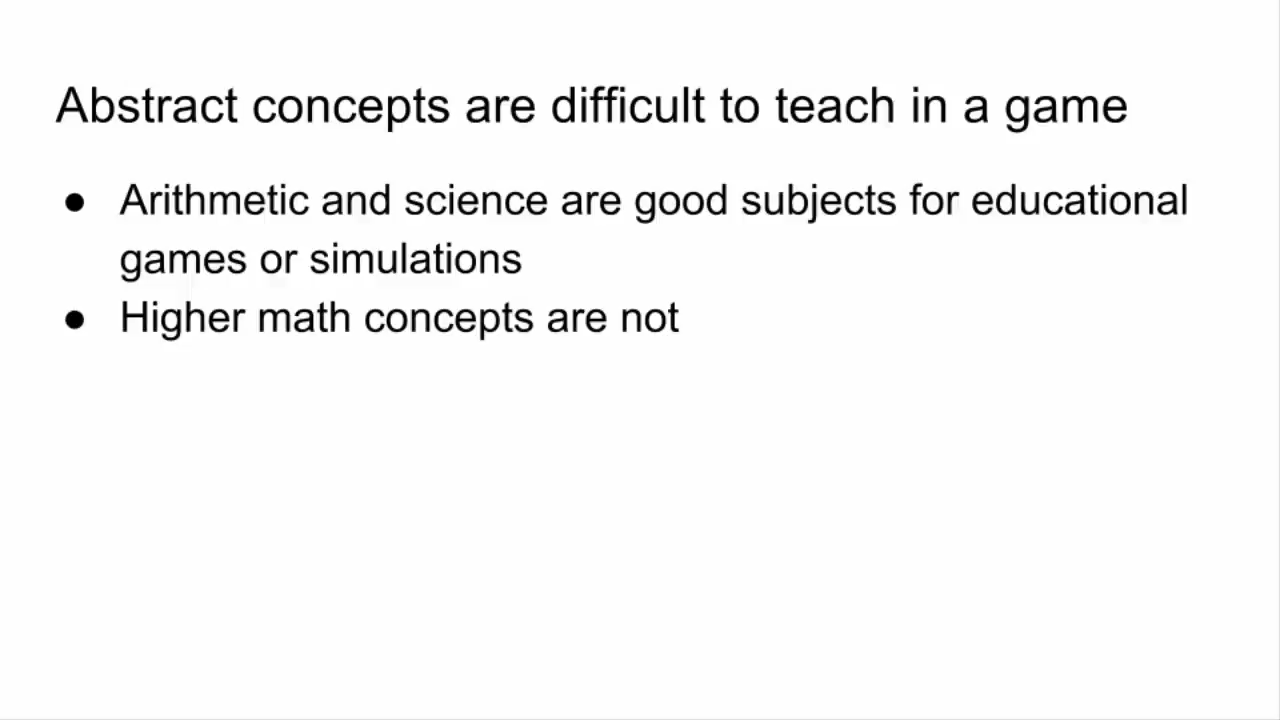 Abstract concepts are difficult to teach in a game
● Arithmetic and science are good subjects for educational
games or simulations
● Higher math concepts are not